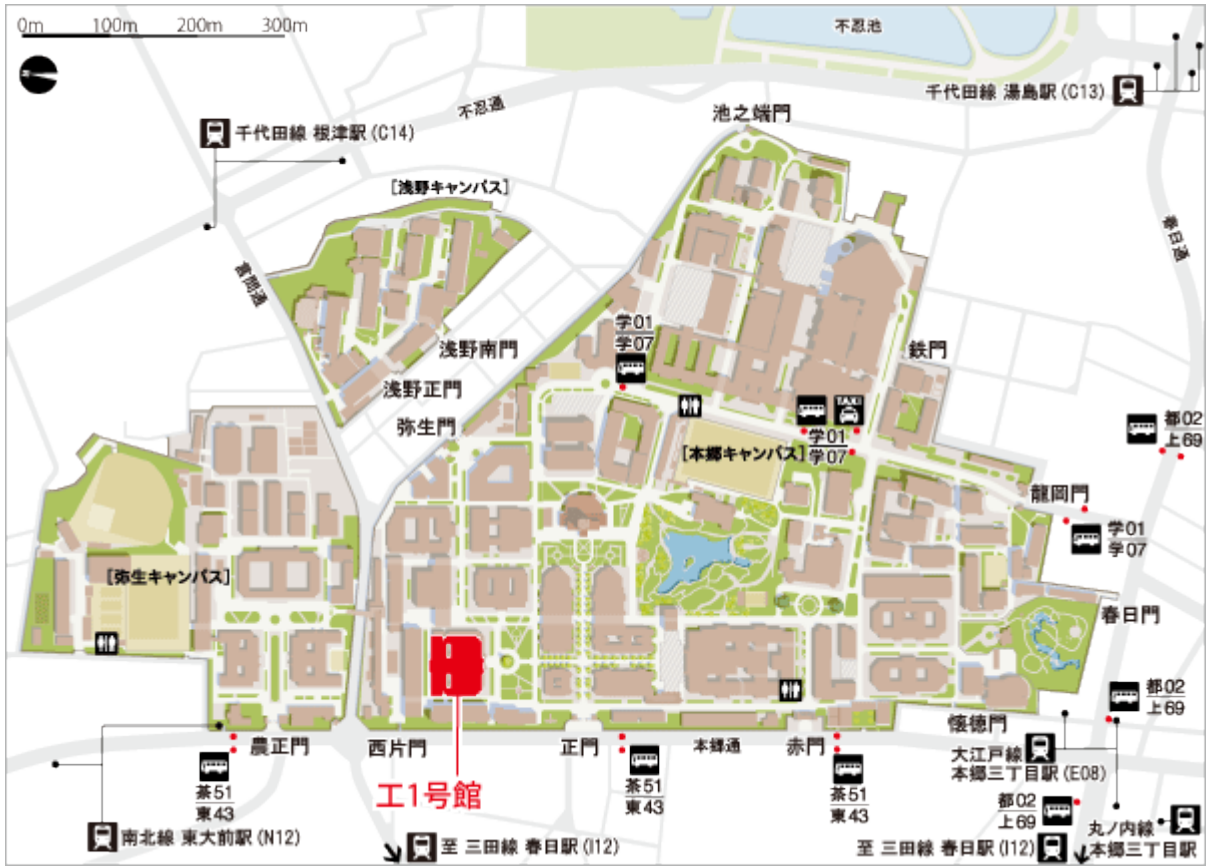 0m 100m 200m 300m
不忍池
千代田線 湯島駅 (C13)
不忍通
池之端門
千代田線 根津駅 (C14)
[浅野キャンパス]
春日通
言問通
学01
学07
浅野南門
鉄門
浅野正門
TAXI
弥生門
都02
上69
学01
学07
[本郷キャンパス]
龍岡門
学01
学07
[弥生キャンパス]
春日門
都02
上69
農正門
西片門
正門
本郷通
赤門
懐徳門
大江戸線
本郷三丁目駅 (E08)
茶51
東43
工1号館
茶51
東43
茶51
東43
都02
上69
丸ノ内線
本郷三丁目駅
南北線 東大前駅 (N12)
至 三田線 春日駅 (I12)
至 三田線 春日駅 (I12)